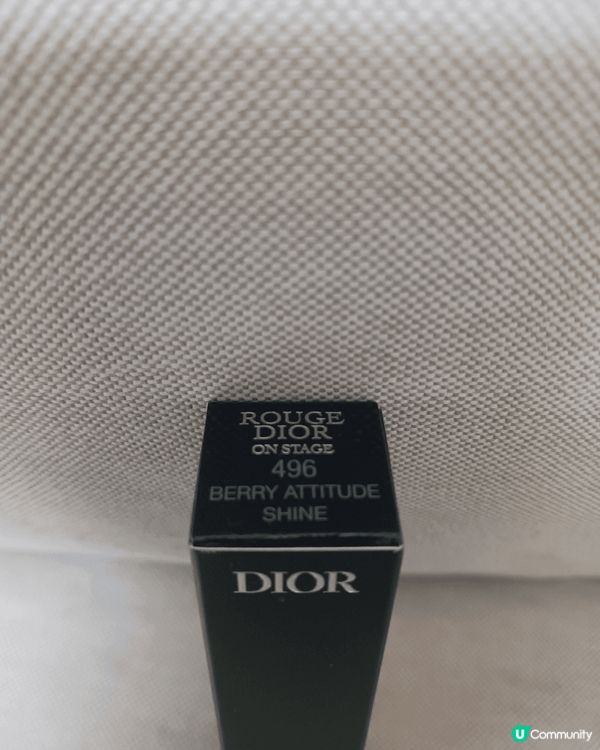 ROUGE
DIOR
ON STAGE
496
BERRY ATTITUDE
SHINE
DIOR
U Community